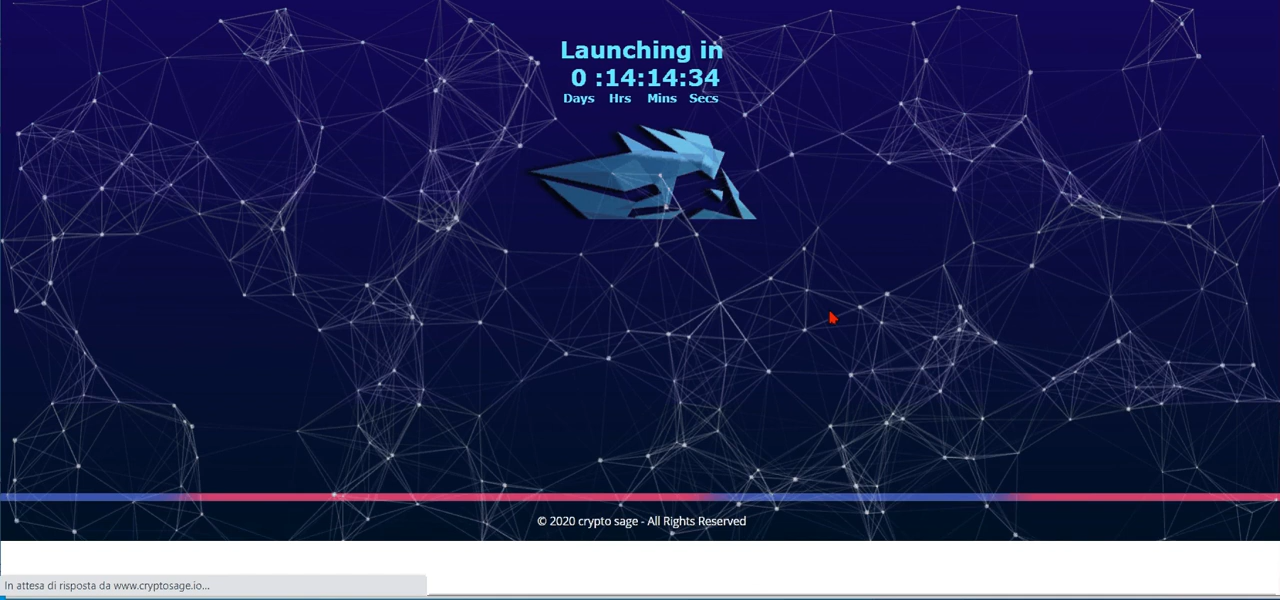 Launching in
0 :14:14:34
Days Hrs Mins Secs
© 2020 crypto sage - All Rights Reserved
In attesa di risposta da www.cryptosage.io...